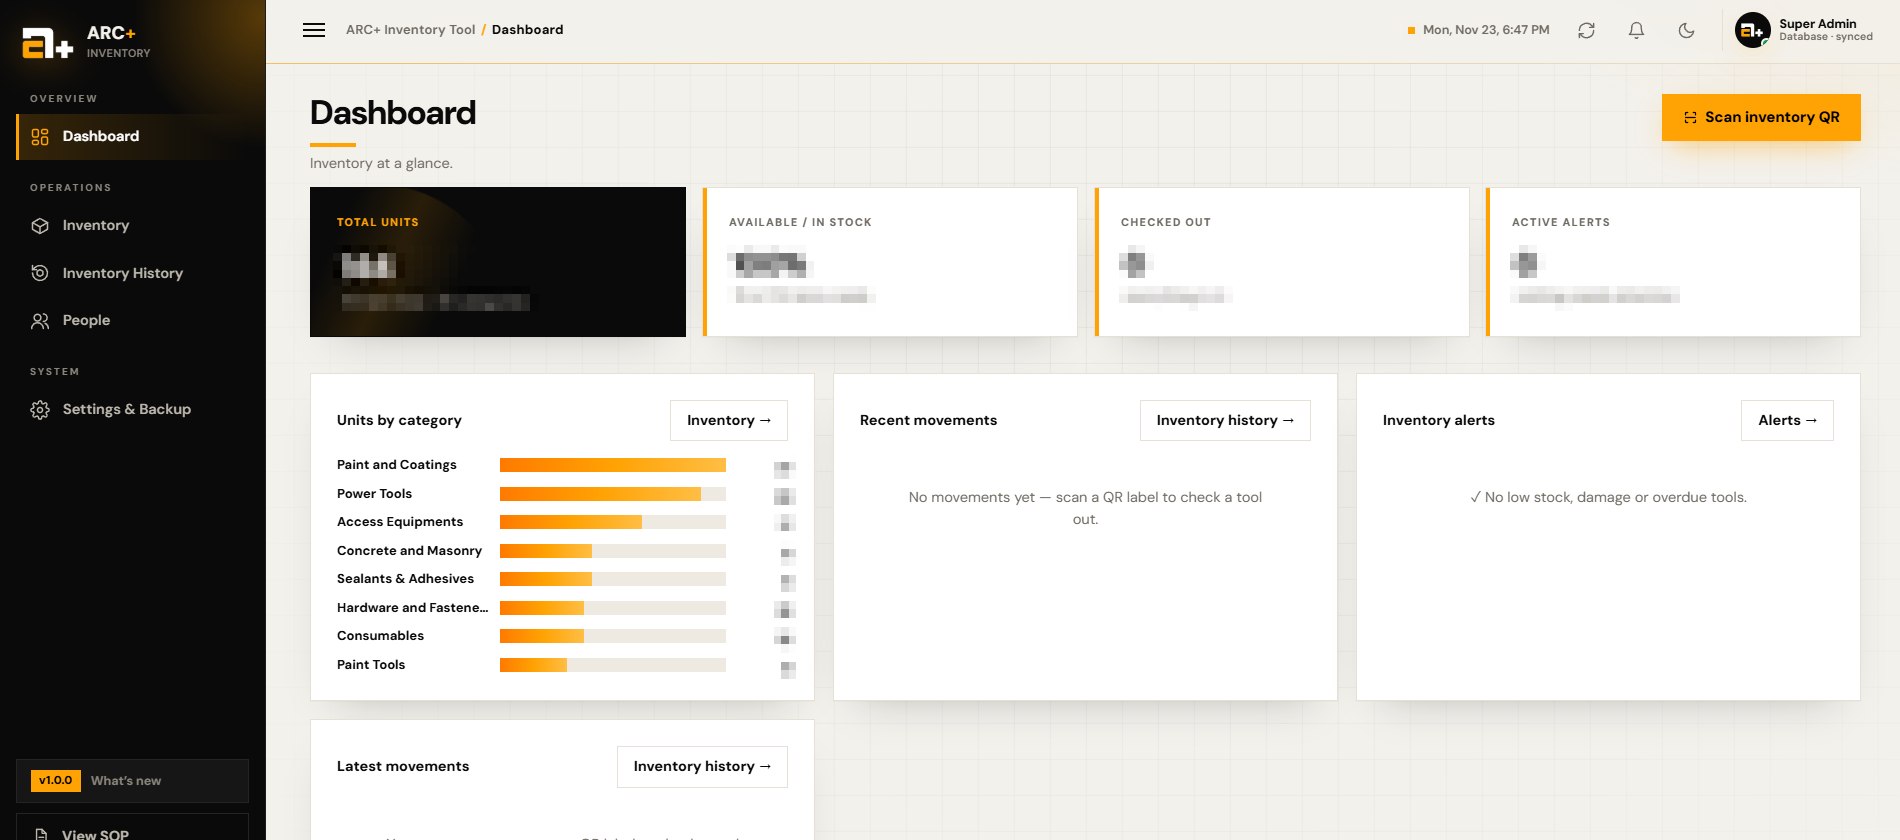 ARC+
INVENTORY
OVERVIEW
Dashboard
OPERATIONS
Inventory
Inventory History
People
SYSTEM
Settings & Backup
v1.0.0 What's new
View SOP
ARC+ Inventory Tool / Dashboard
Mon, Nov 23, 6:47 PM
Super Admin
Database · synced
Dashboard
Inventory at a glance.
Scan inventory QR
TOTAL UNITS
AVAILABLE / IN STOCK
CHECKED OUT
ACTIVE ALERTS
Units by category
Inventory →
Paint and Coatings
Power Tools
Access Equipments
Concrete and Masonry
Sealants & Adhesives
Hardware and Fastene...
Consumables
Paint Tools
Recent movements
Inventory history →
No movements yet — scan a QR label to check a tool
out.
Inventory alerts
Alerts →
✓ No low stock, damage or overdue tools.
Latest movements
Inventory history →